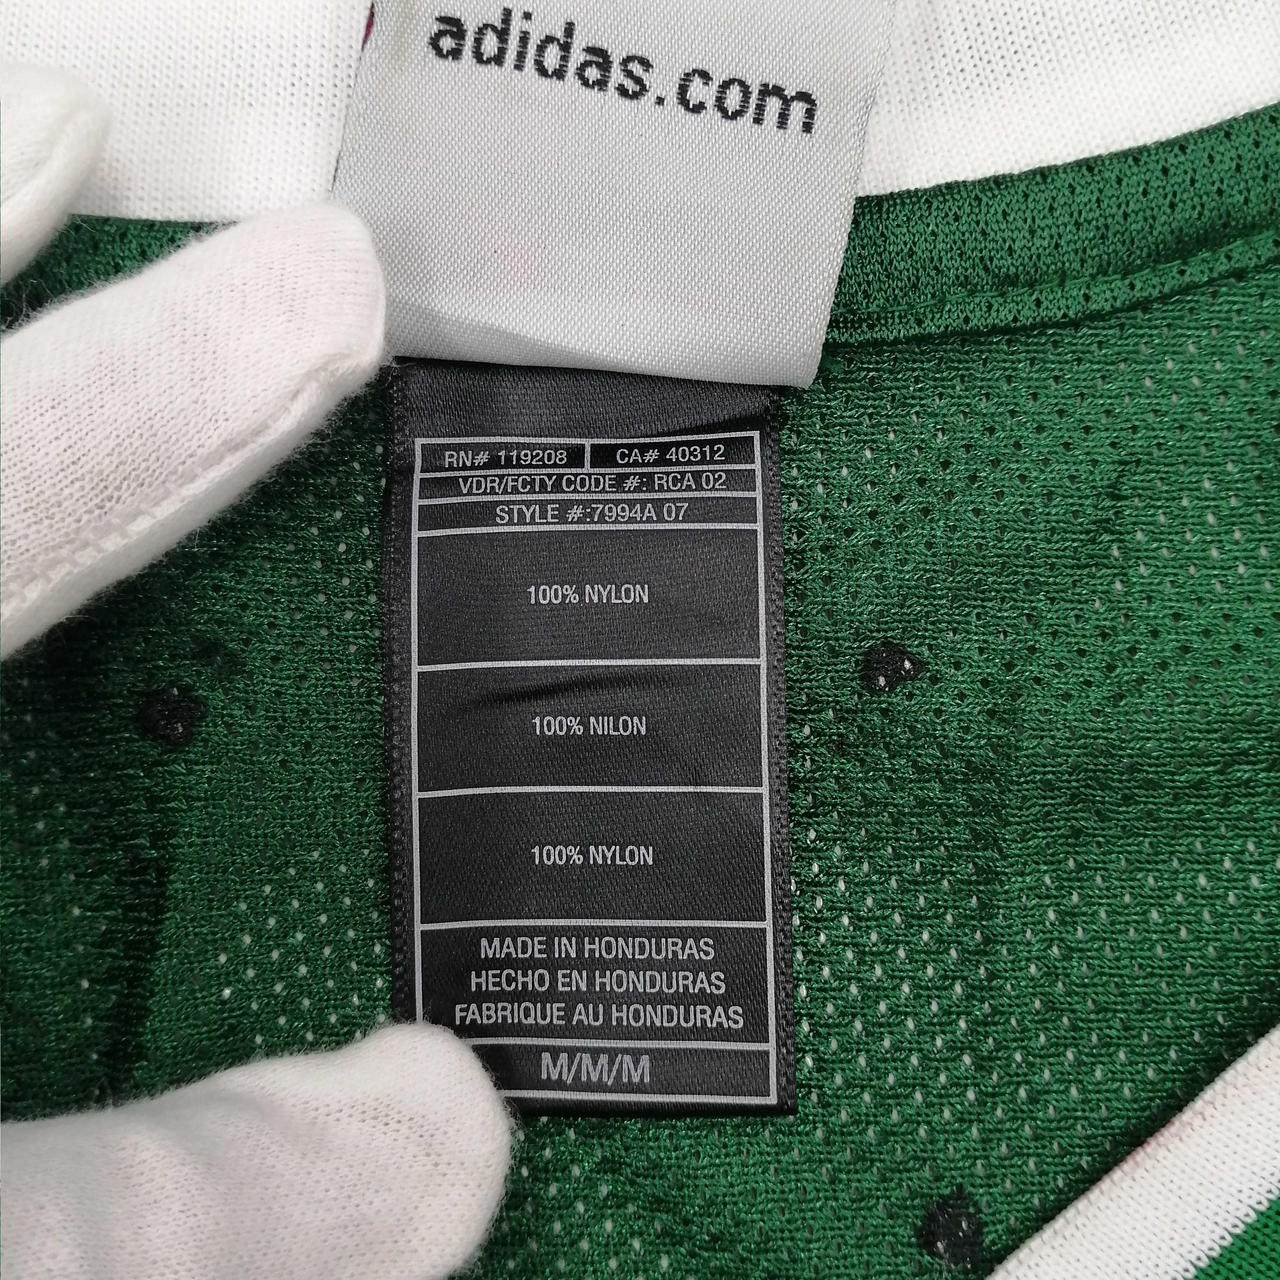 adidas.com
RN# 119208 CA# 40312
VDR/FCTY CODE #: RCA 02
STYLE #:7994A 07
100% NYLON
100% NILON
100% NYLON
MADE IN HONDURAS
HECHO EN HONDURAS
FABRIQUE AU HONDURAS
M/M/M